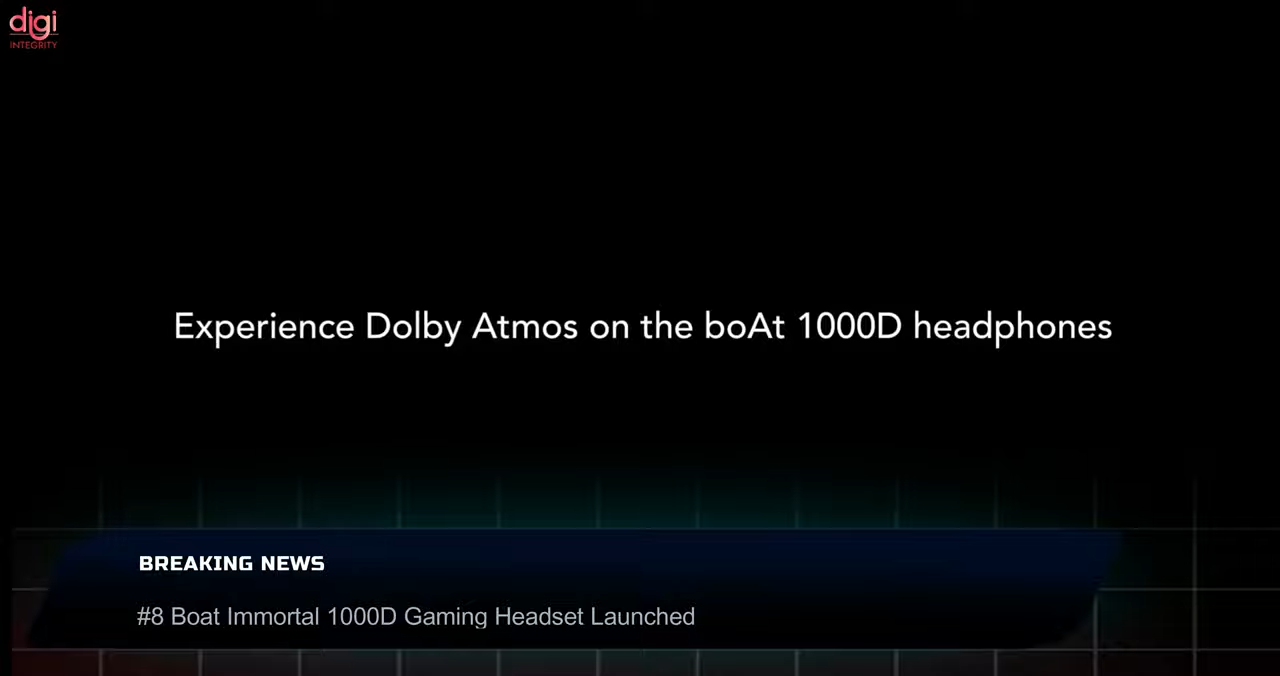 digi
INTEGRITY
Experience Dolby Atmos on the boAt 1000D headphones
BREAKING NEWS
#8 Boat Immortal 1000D Gaming Headset Launched